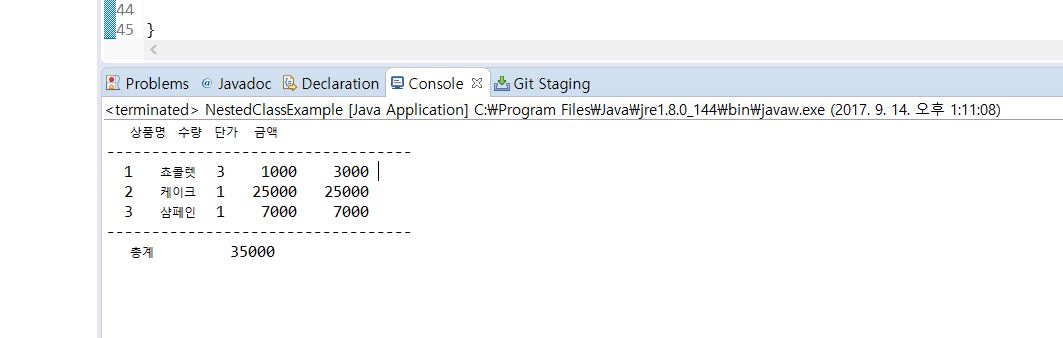 44
45 }
<
Problems @ Javadoc Declaration Console Git Staging
<terminated> NestedClassExample [Java Application] C:₩Program Files₩Java₩jre1.8.0_144₩bin₩javaw.exe (2017. 9. 14. 오후 1:11:08)
상품명 수량 단가 금액
----------------------------------
1 쵸콜렛 3 1000 3000
2 케이크 1 25000 25000
3 샴페인 1 7000 7000
----------------------------------
총계 35000